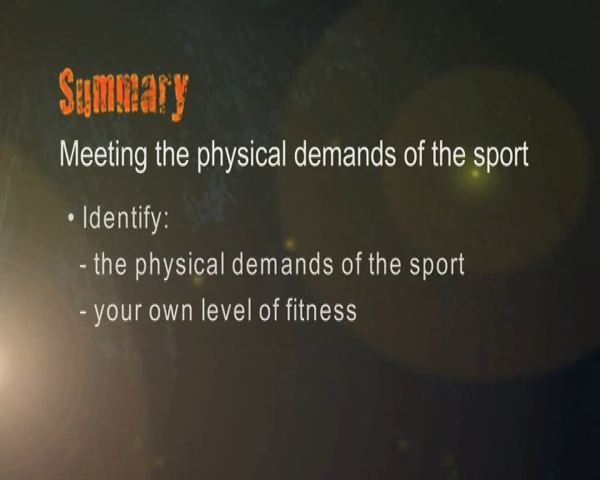 Summary
Meeting the physical demands of the sport
• Identify:
- the physical demands of the sport
- your own level of fitness